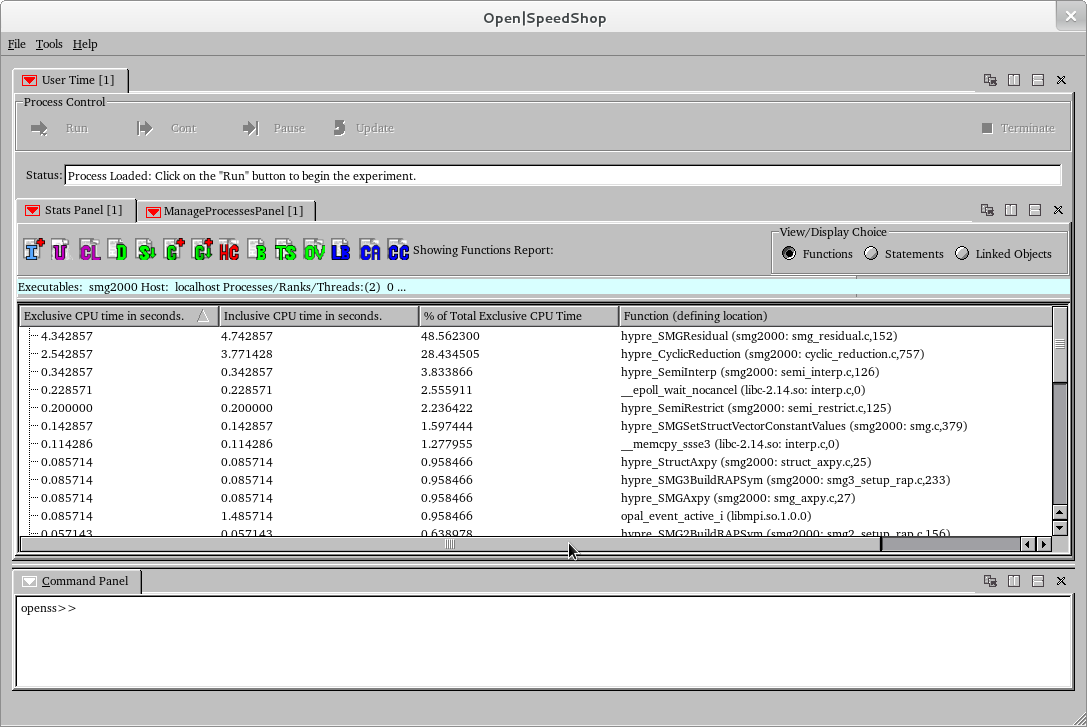 Open|SpeedShop
File Tools Help
User Time [1]
Process Control
Run Cont Pause Update Terminate
Status: Process Loaded: Click on the "Run" button to begin the experiment.
Stats Panel [1] ManageProcessesPanel [1]
View/Display Choice
I U CL D S G G HC B TS OV LB CA CC Showing Functions Report: Functions Statements Linked Objects
Executables: smg2000 Host: localhost Processes/Ranks/Threads:(2) 0 ...
Exclusive CPU time in seconds. Inclusive CPU time in seconds. % of Total Exclusive CPU Time Function (defining location)
4.342857 4.742857 48.562300 hypre_SMGResidual (smg2000: smg_residual.c,152)
2.542857 3.771428 28.434505 hypre_CyclicReduction (smg2000: cyclic_reduction.c,757)
0.342857 0.342857 3.833866 hypre_SemiInterp (smg2000: semi_interp.c,126)
0.228571 0.228571 2.555911 __epoll_wait_nocancel (libc-2.14.so: interp.c,0)
0.200000 0.200000 2.236422 hypre_SemiRestrict (smg2000: semi_restrict.c,125)
0.142857 0.142857 1.597444 hypre_SMGSetStructVectorConstantValues (smg2000: smg.c,379)
0.114286 0.114286 1.277955 __memcpy_ssse3 (libc-2.14.so: interp.c,0)
0.085714 0.085714 0.958466 hypre_StructAxpy (smg2000: struct_axpy.c,25)
0.085714 0.085714 0.958466 hypre_SMG3BuildRAPSym (smg2000: smg3_setup_rap.c,233)
0.085714 0.085714 0.958466 hypre_SMGAxpy (smg2000: smg_axpy.c,27)
0.085714 1.485714 0.958466 opal_event_active_i (libmpi.so.1.0.0)
0.057143 0.057143 0.638978 hypre_SMG2BuildRAPSym (smg2000: smg2_setup_rap.c,156)
Command Panel
openss>>